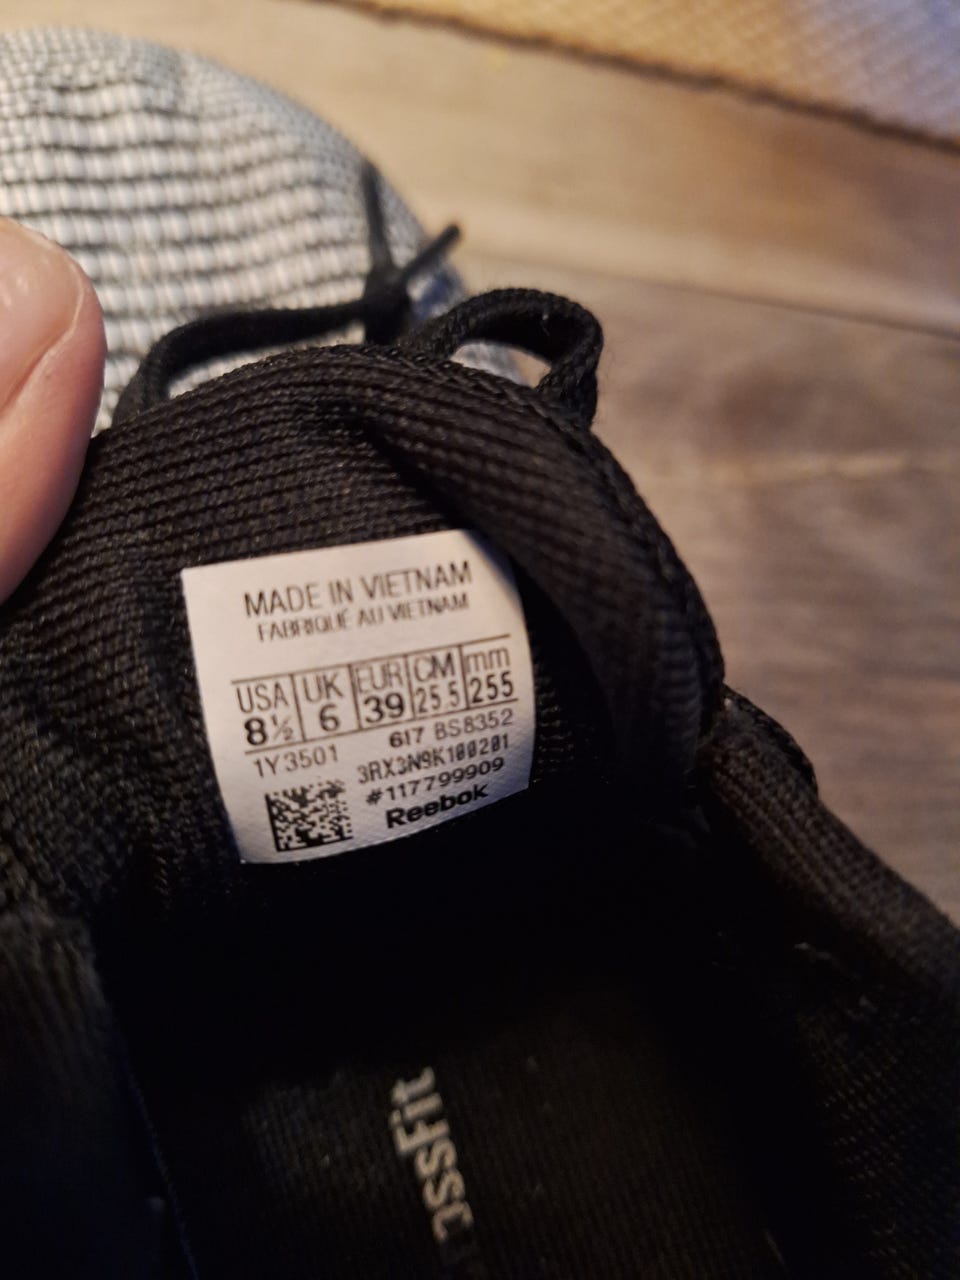 MADE IN VIETNAM
FABRIQUÉ AU VIETNAM
USA UK EUR CM mm
8½ 6 39 25.5 255
1Y3501 617 BS8352
3RX3N9K100201
#117799909
Reebok
ossFit